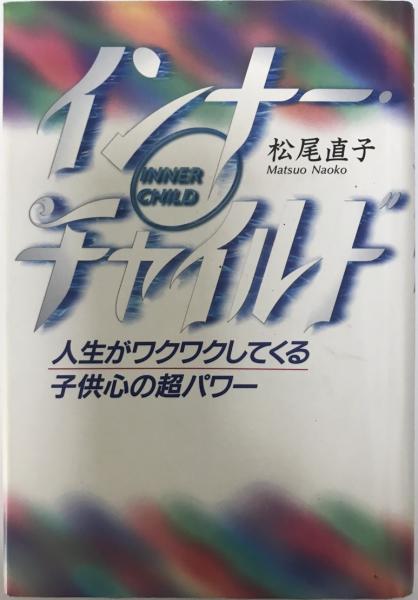 インナー・
チャイルド
INNER
CHILD
松尾直子
Matsuo Naoko
人生がワクワクしてくる
子供心の超パワー